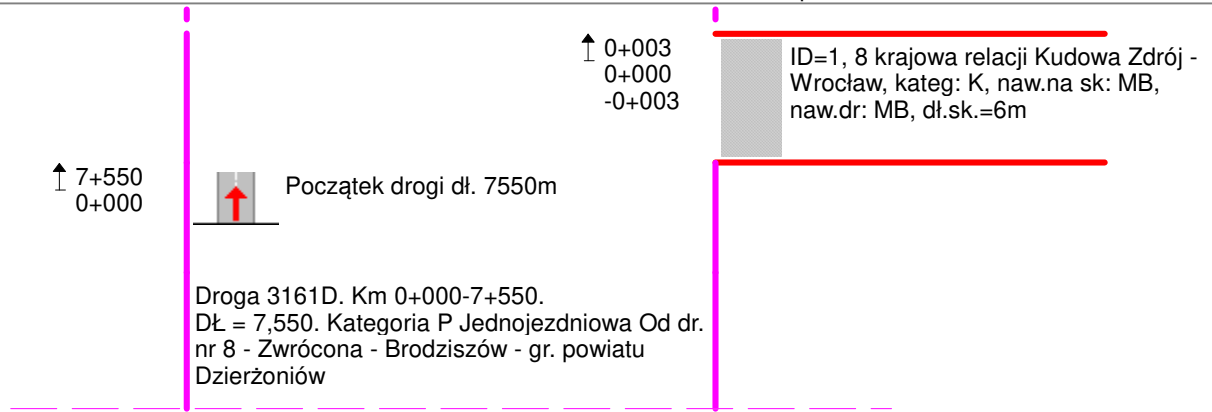 0+003
0+000
-0+003
ID=1, 8 krajowa relacji Kudowa Zdrój -
Wrocław, kateg: K, naw.na sk: MB,
naw.dr: MB, dł.sk.=6m
7+550
0+000
Początek drogi dł. 7550m
Droga 3161D. Km 0+000-7+550.
DŁ = 7,550. Kategoria P Jednojezdniowa Od dr.
nr 8 - Zwrócona - Brodziszów - gr. powiatu
Dzierżoniów